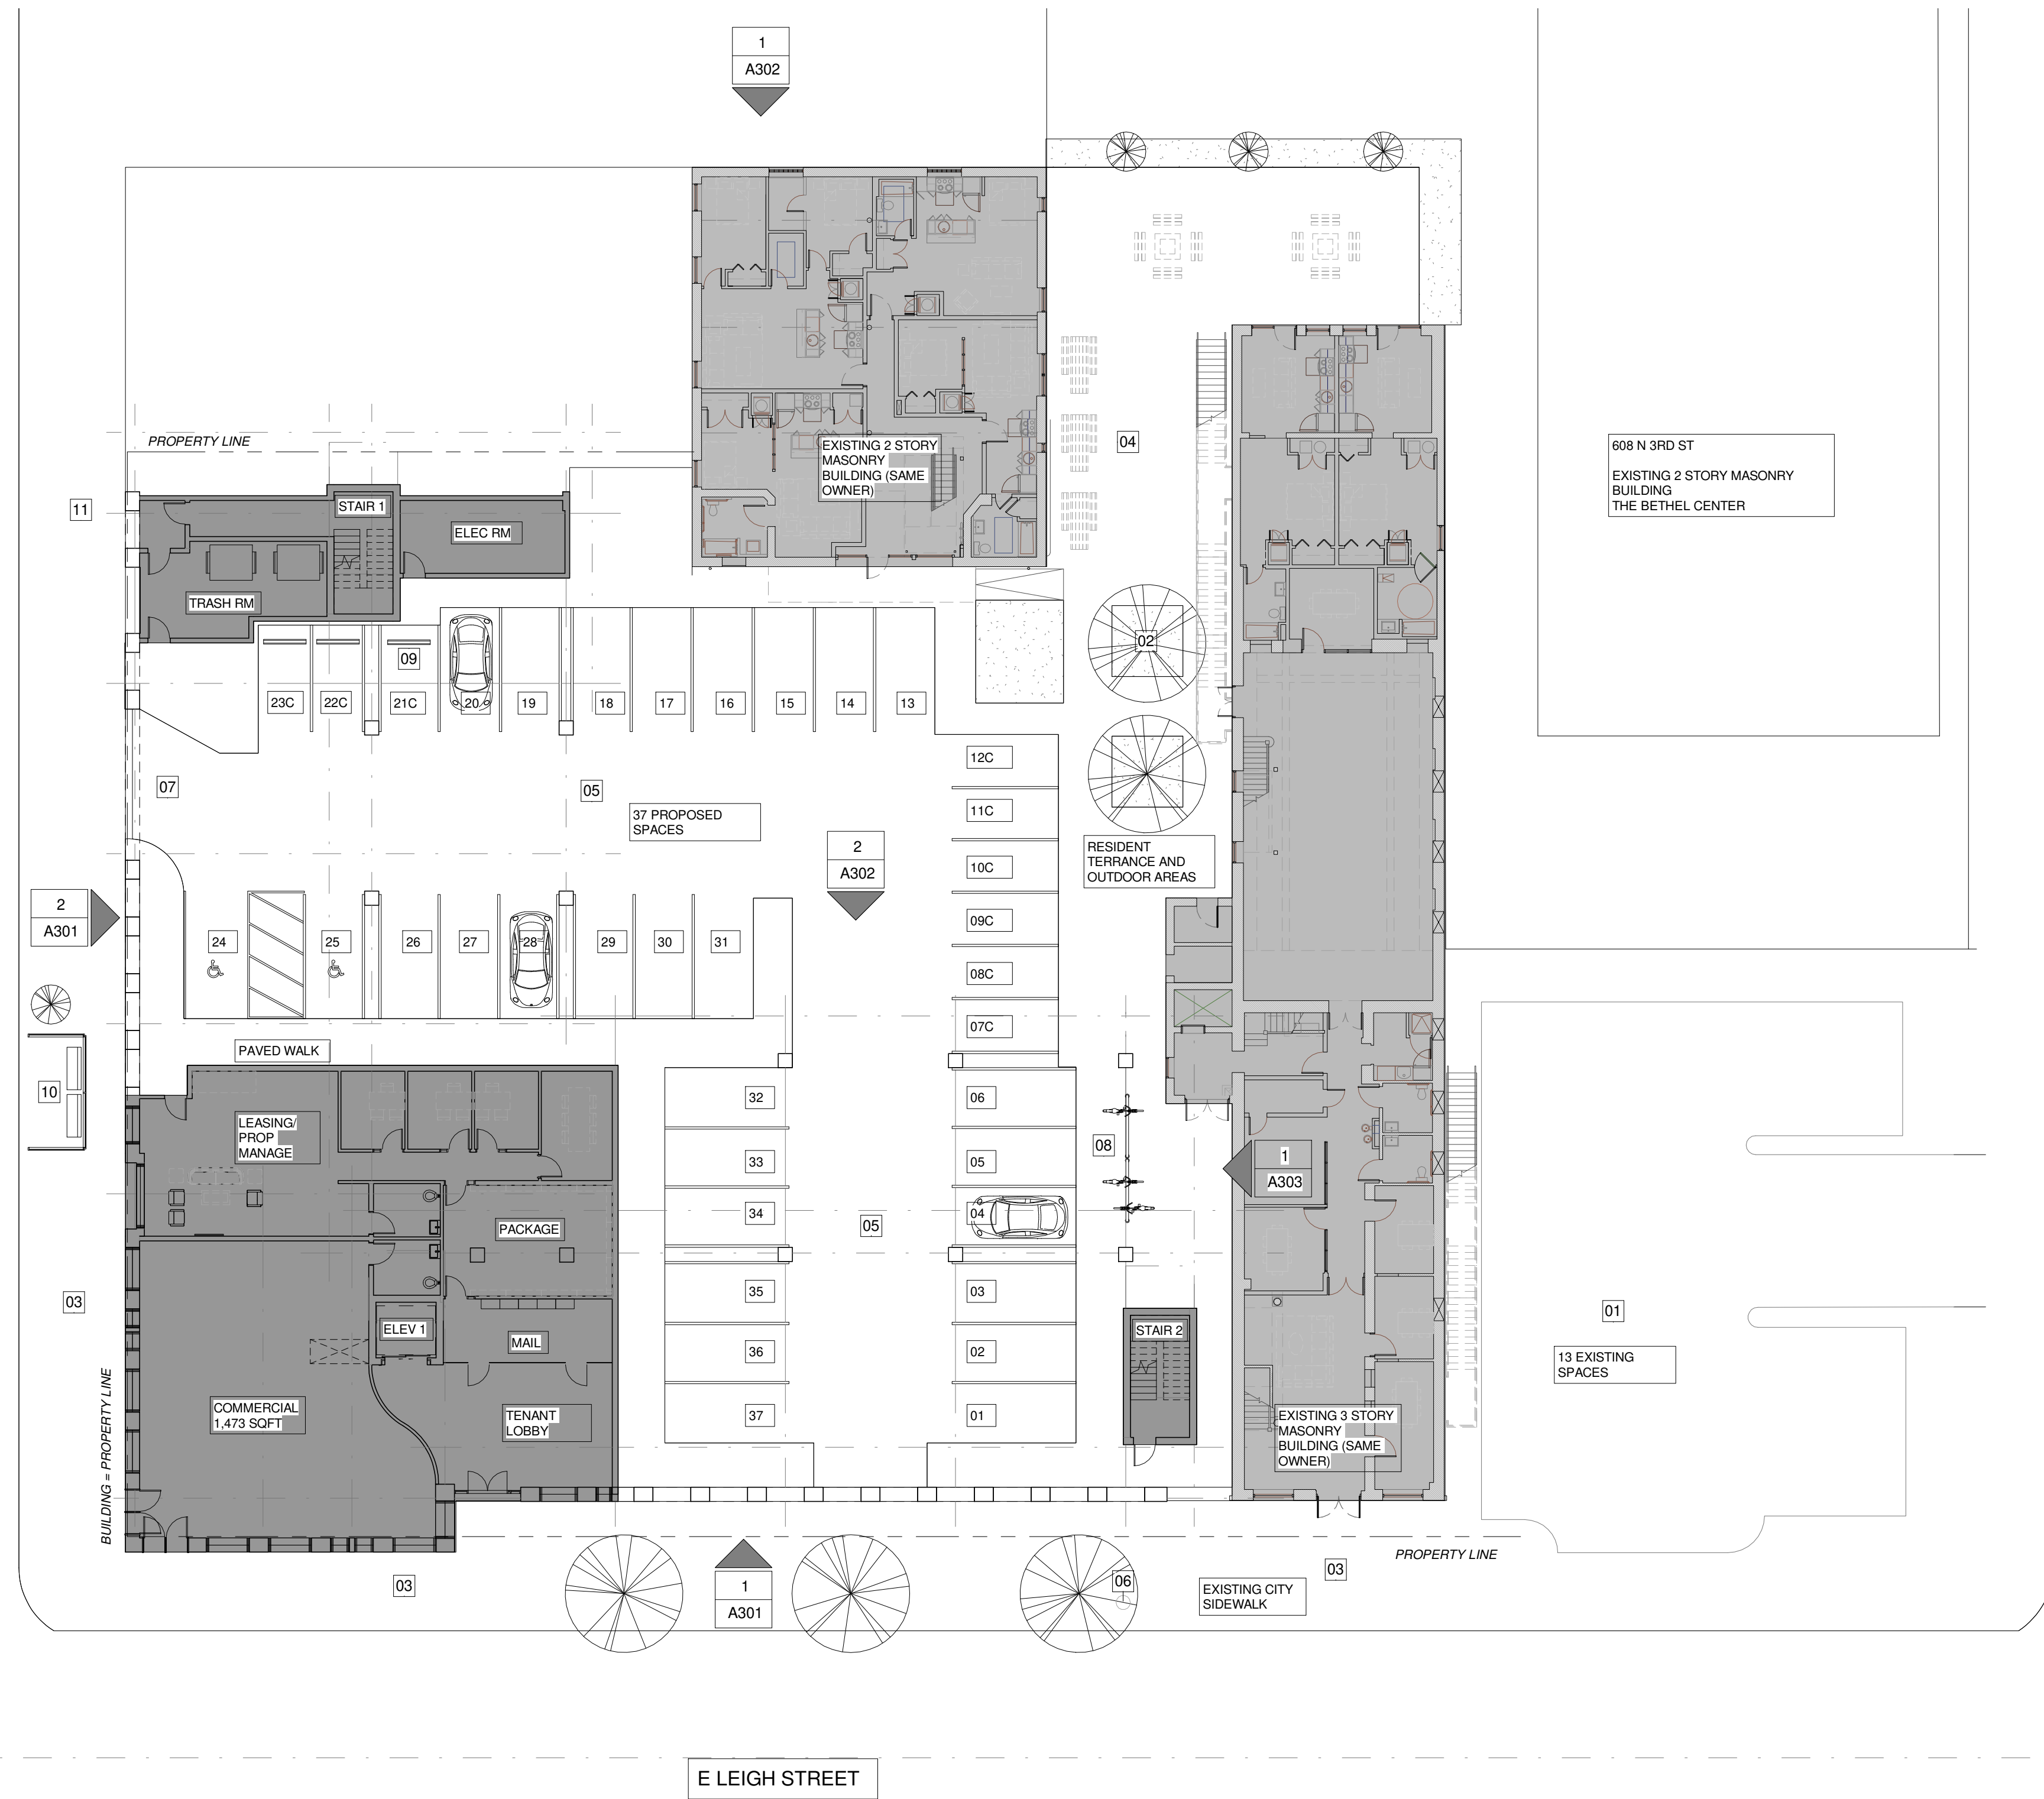 1
A302
PROPERTY LINE
11
STAIR 1
ELEC RM
TRASH RM
EXISTING 2 STORY
MASONRY
BUILDING (SAME
OWNER)
04
608 N 3RD ST
EXISTING 2 STORY MASONRY
BUILDING
THE BETHEL CENTER
02
09
23C
22C
21C
20
19
18
17
16
15
14
13
12C
11C
10C
09C
08C
07C
07
05
37 PROPOSED
SPACES
2
A302
RESIDENT
TERRANCE AND
OUTDOOR AREAS
2
A301
24
25
26
27
28
29
30
31
10
PAVED WALK
LEASING/
PROP
MANAGE
PACKAGE
ELEV 1
MAIL
COMMERCIAL
1,473 SQFT
TENANT
LOBBY
03
BUILDING = PROPERTY LINE
32
33
34
35
36
37
05
06
05
04
03
02
01
08
STAIR 2
1
A303
EXISTING 3 STORY
MASONRY
BUILDING (SAME
OWNER)
01
13 EXISTING
SPACES
03
1
A301
06
EXISTING CITY
SIDEWALK
03
PROPERTY LINE
E LEIGH STREET